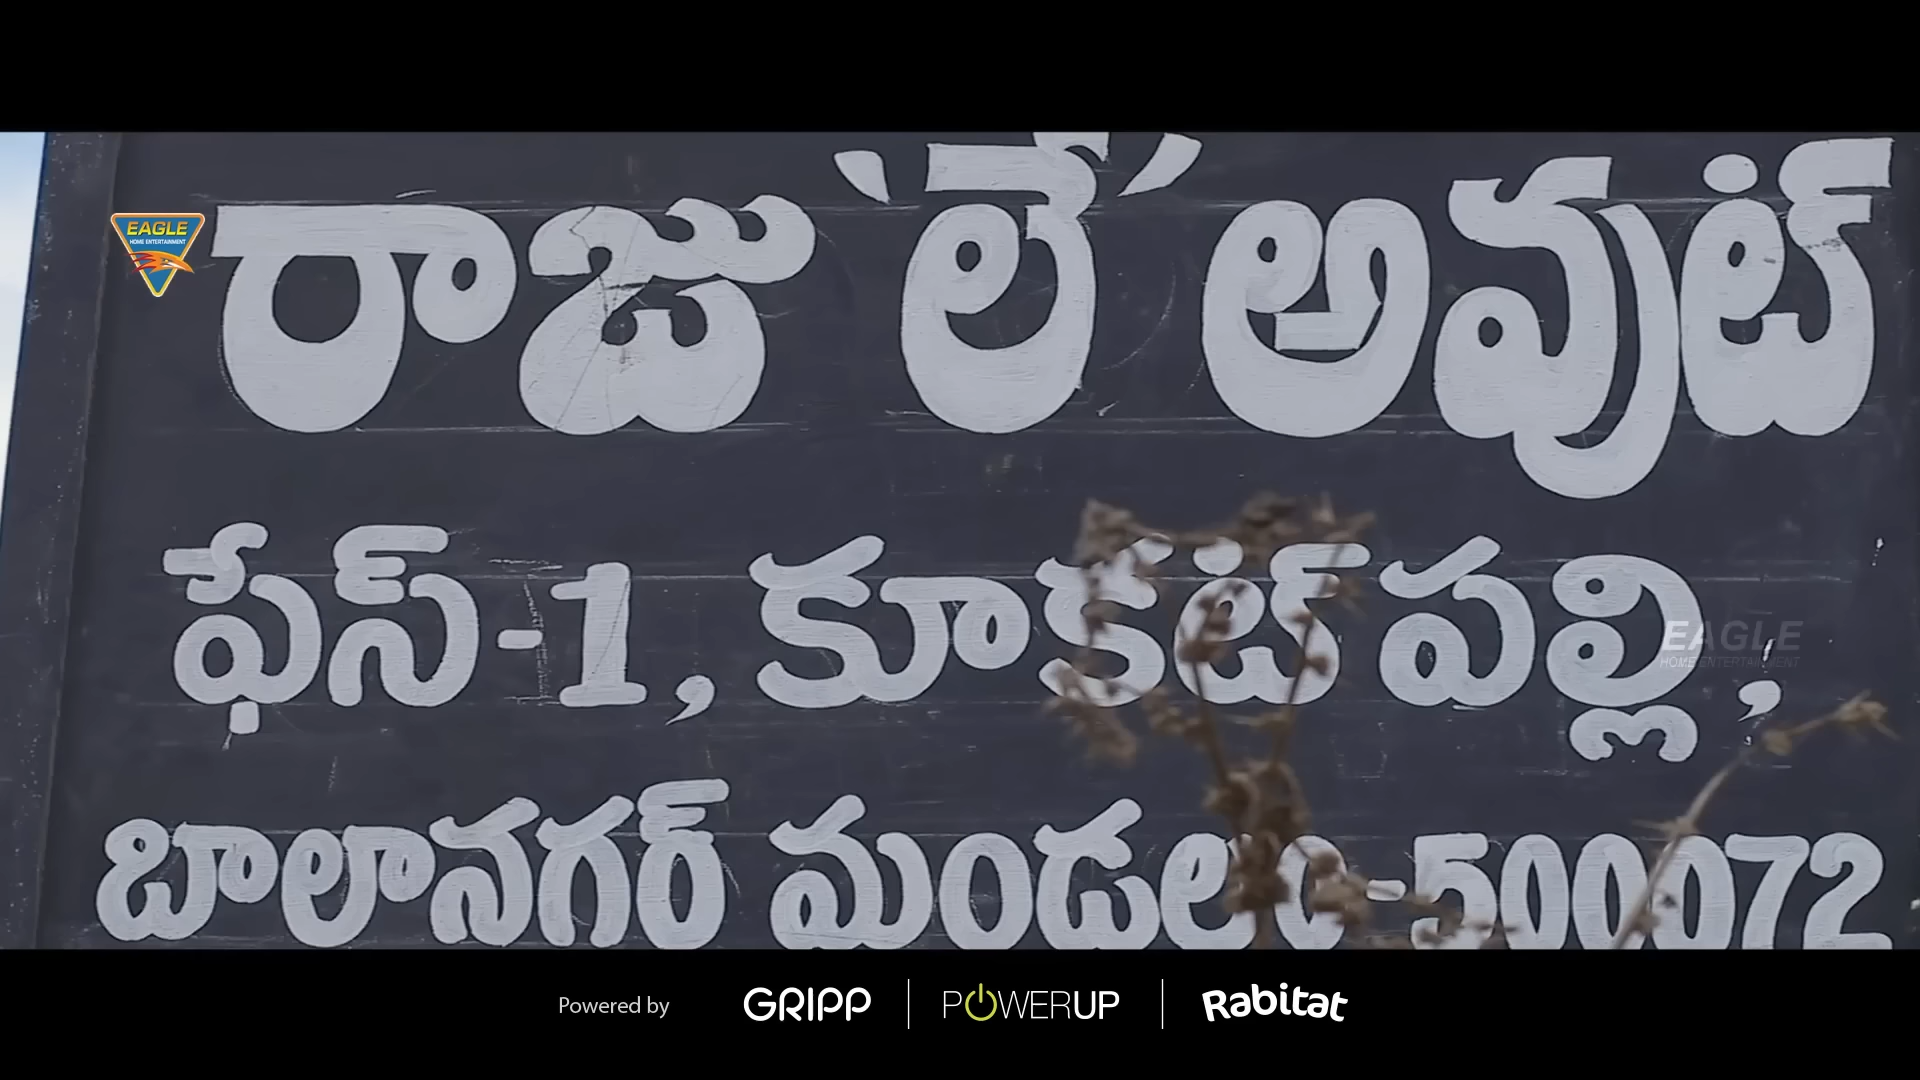 రాజు ‘లే’ అవుట్
EAGLE
HOME ENTERTAINMENT
ఫేస్-1, కూకట్ పల్లి,
EAGLE
HOME ENTERTAINMENT
బాలానగర్ మండలం-500072
Powered by GRIPP POWERUP Rabitat